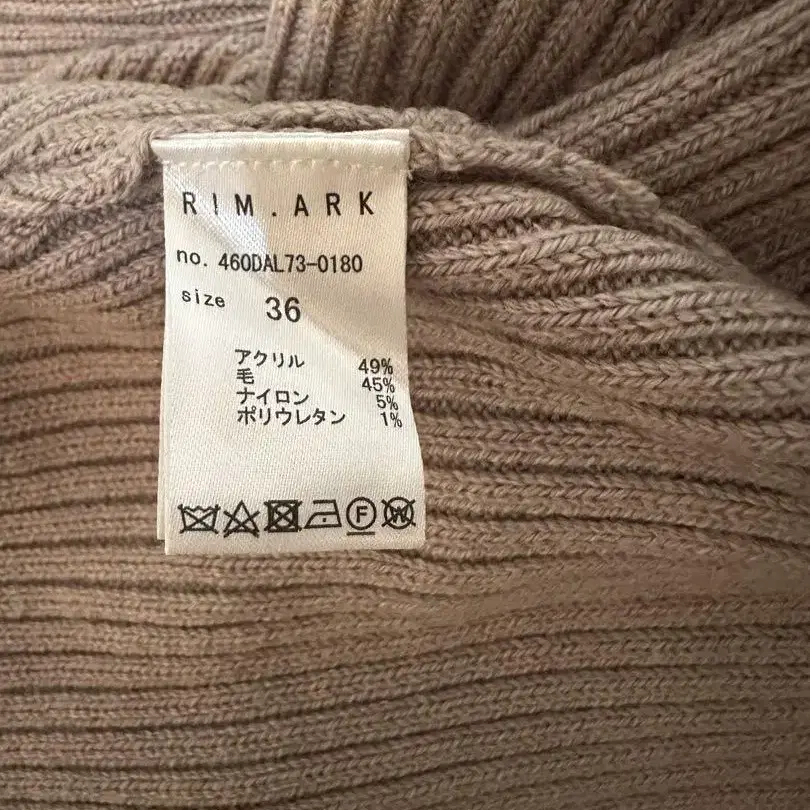 RIM.ARK
no. 460DAL73-0180
size 36
アクリル 49%
毛 45%
ナイロン 5%
ポリウレタン 1%
F W